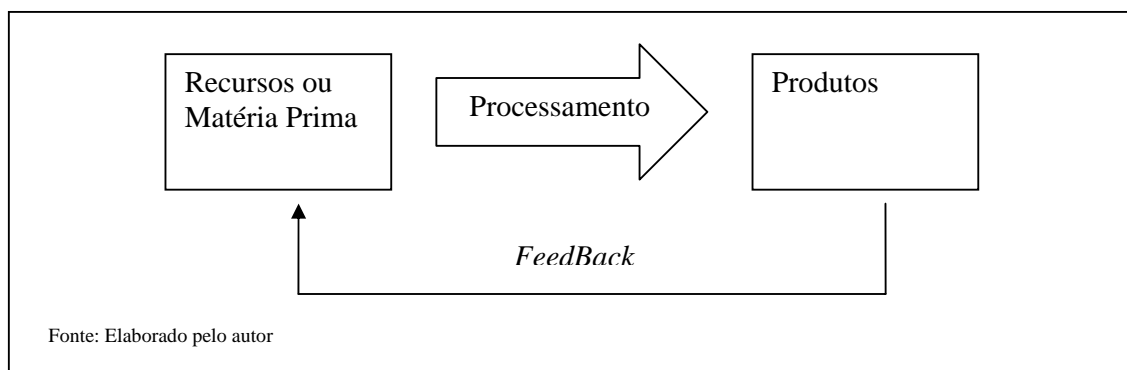 Recursos ou
Matéria Prima
Processamento
Produtos
FeedBack
Fonte: Elaborado pelo autor